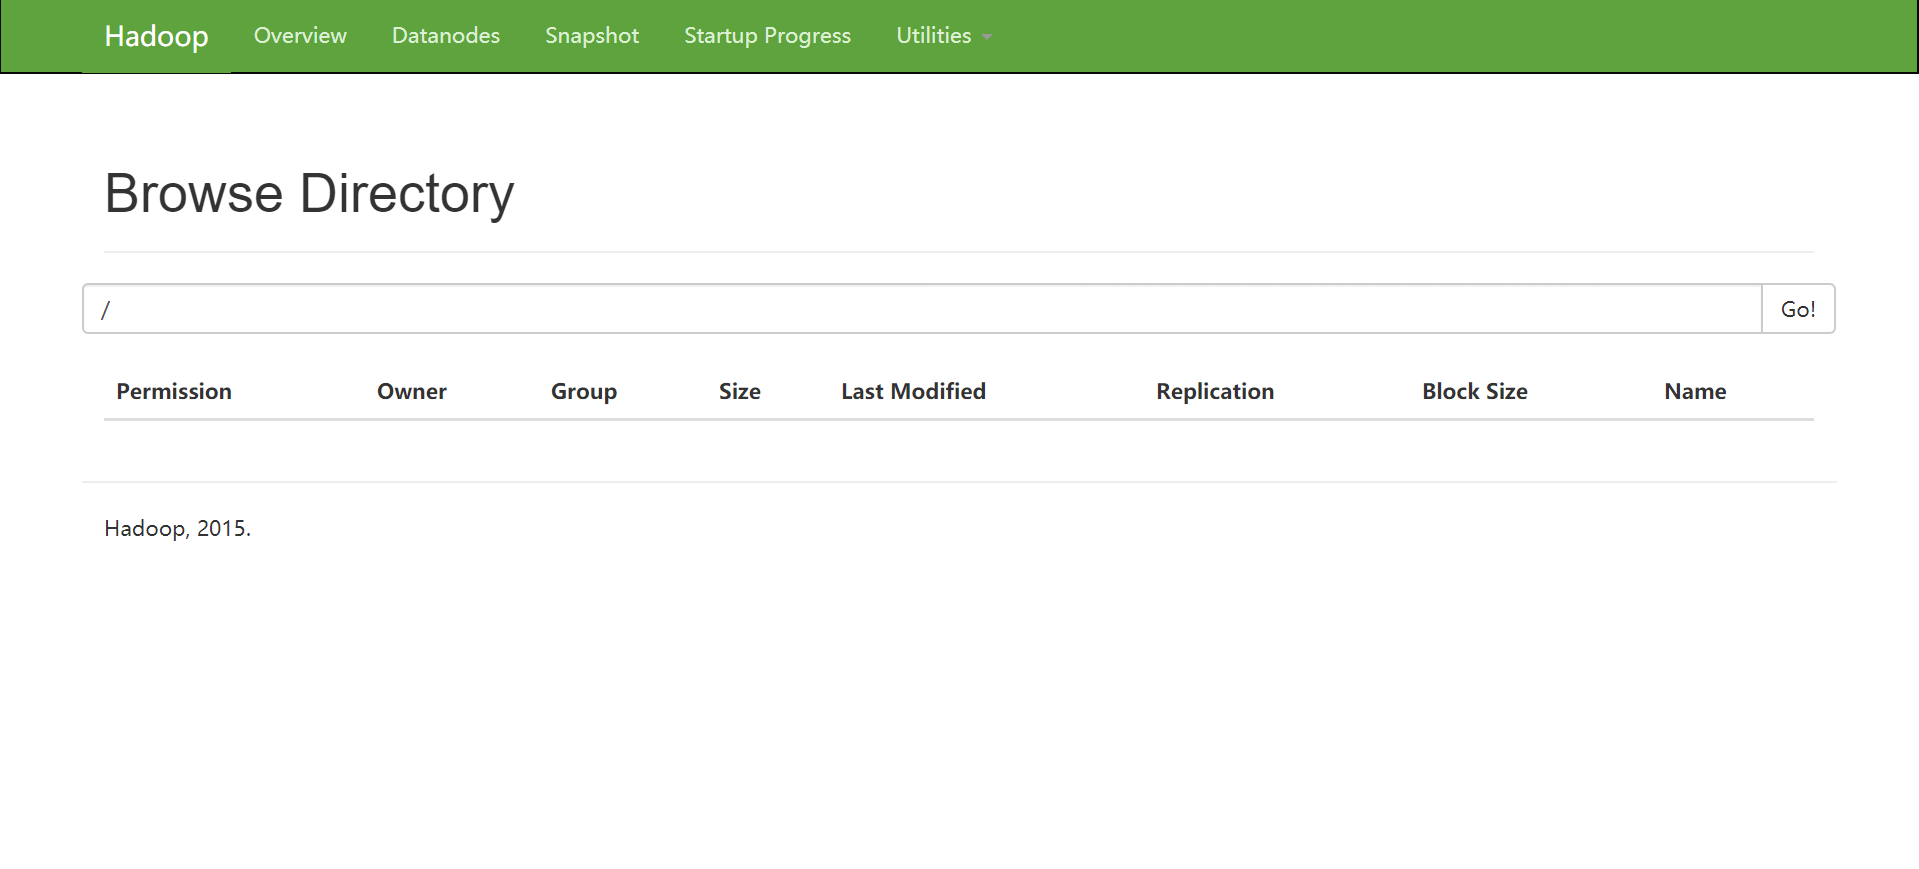 Hadoop Overview Datanodes Snapshot Startup Progress Utilities
Browse Directory
/ Go!
Permission Owner Group Size Last Modified Replication Block Size Name
Hadoop, 2015.